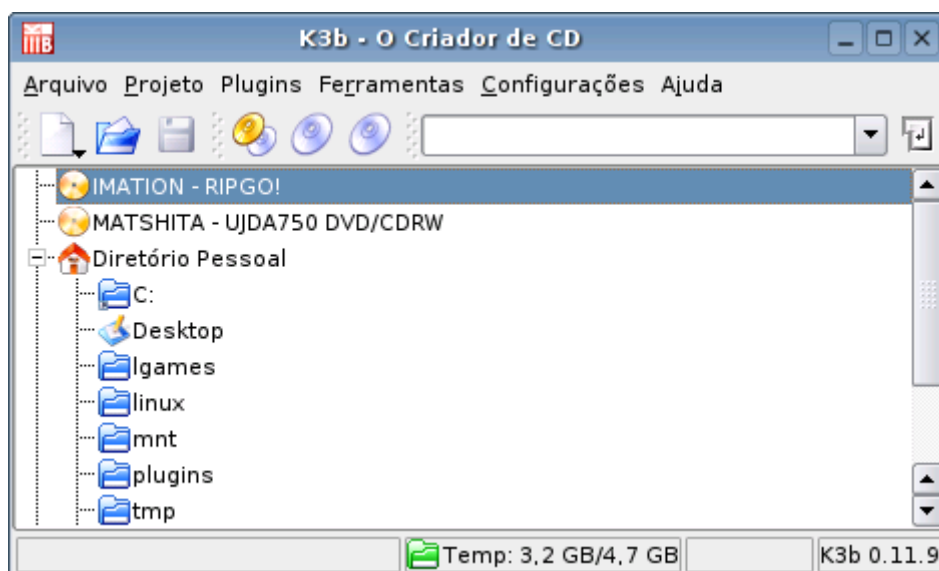 K3b - O Criador de CD
Arquivo Projeto Plugins Ferramentas Configurações Ajuda
IMATION - RIPGO!
MATSHITA - UJDA750 DVD/CDRW
Diretório Pessoal
C:
Desktop
lgames
linux
mnt
plugins
tmp
Temp: 3,2 GB/4,7 GB K3b 0.11.9